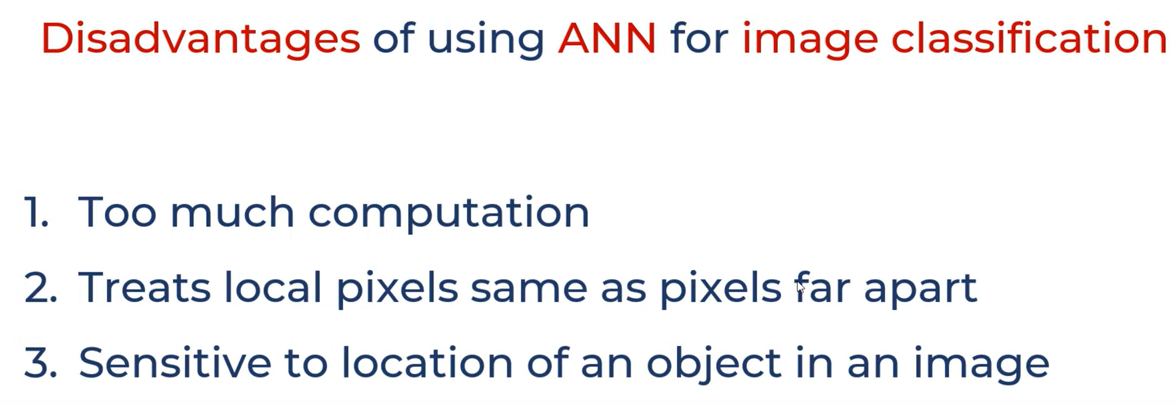 Disadvantages of using ANN for image classification
1. Too much computation
2. Treats local pixels same as pixels far apart
3. Sensitive to location of an object in an image